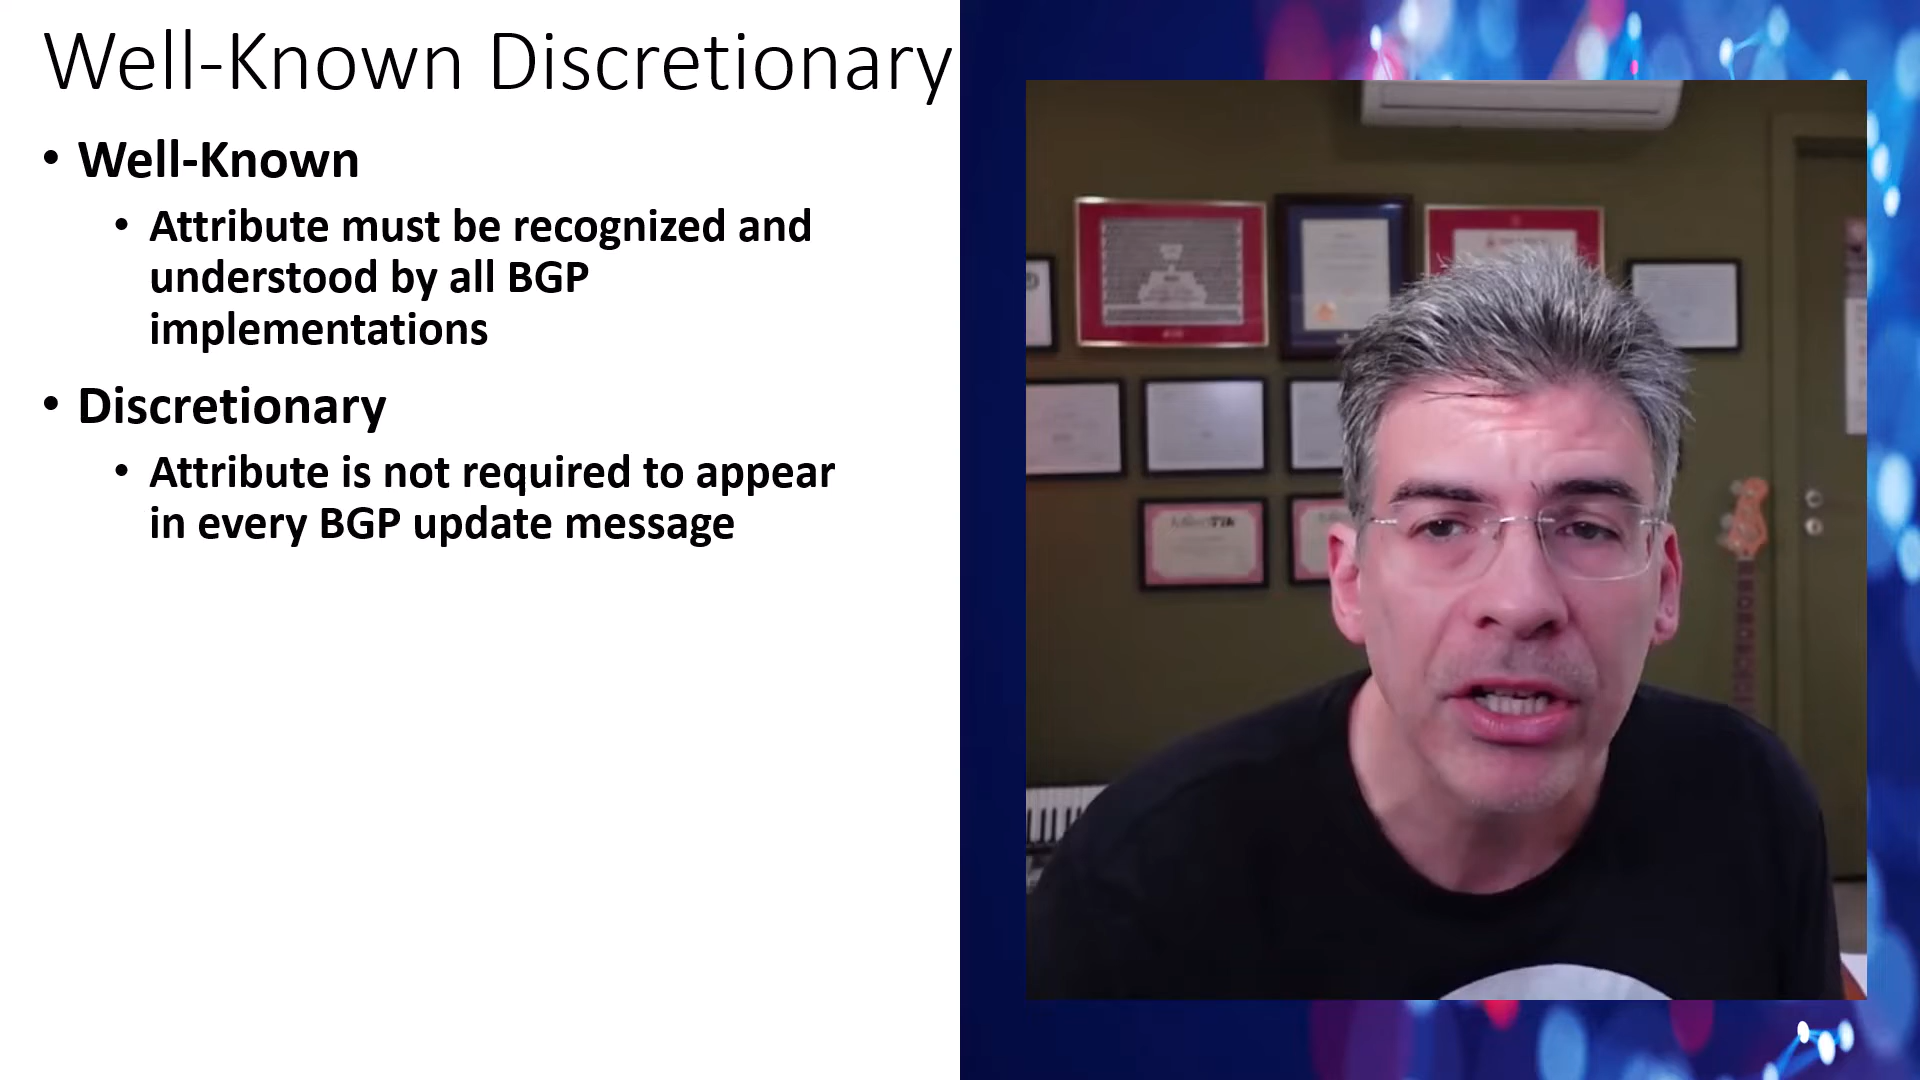 Well-Known Discretionary
• Well-Known
• Attribute must be recognized and
understood by all BGP
implementations
• Discretionary
• Attribute is not required to appear
in every BGP update message